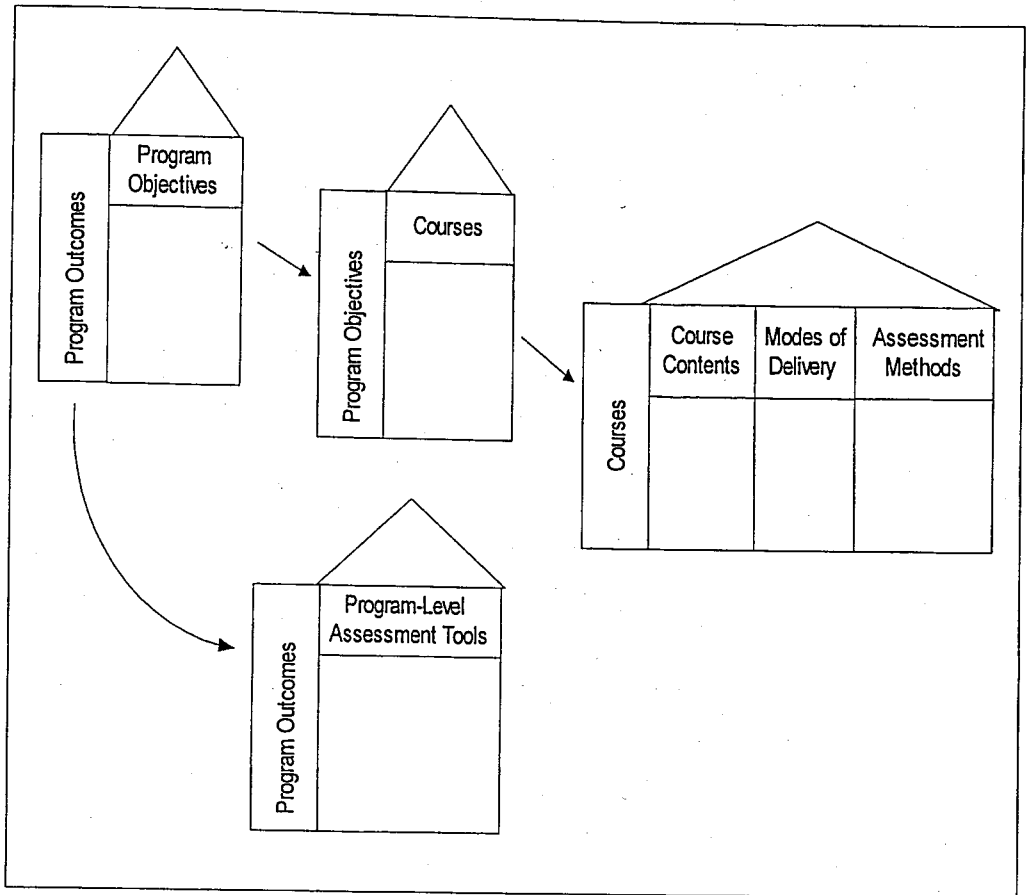 Program Outcomes
Program
Objectives
Program Objectives
Courses
Courses
Course
Contents
Modes of
Delivery
Assessment
Methods
Program Outcomes
Program-Level
Assessment Tools